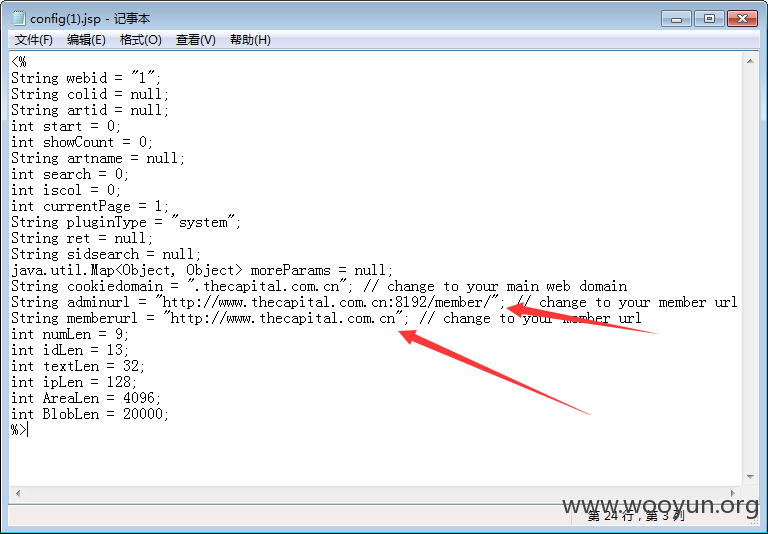 config(1).jsp - 记事本
文件(F) 编辑(E) 格式(O) 查看(V) 帮助(H)
<%
String webid = "1";
String colid = null;
String artid = null;
int start = 0;
int showCount = 0;
String artname = null;
int search = 0;
int iscol = 0;
int currentPage = 1;
String pluginType = "system";
String ret = null;
String sidsearch = null;
java.util.Map<Object, Object> moreParams = null;
String cookiedomain = ".thecapital.com.cn"; // change to your main web domain
String adminurl = "http://www.thecapital.com.cn:8192/member/"; // change to your member url
String memberurl = "http://www.thecapital.com.cn"; // change to your member url
int numLen = 9;
int idLen = 13;
int textLen = 32;
int ipLen = 128;
int AreaLen = 4096;
int BlobLen = 20000;
%>
www.wooyun.org
第 24 行，第 3 列